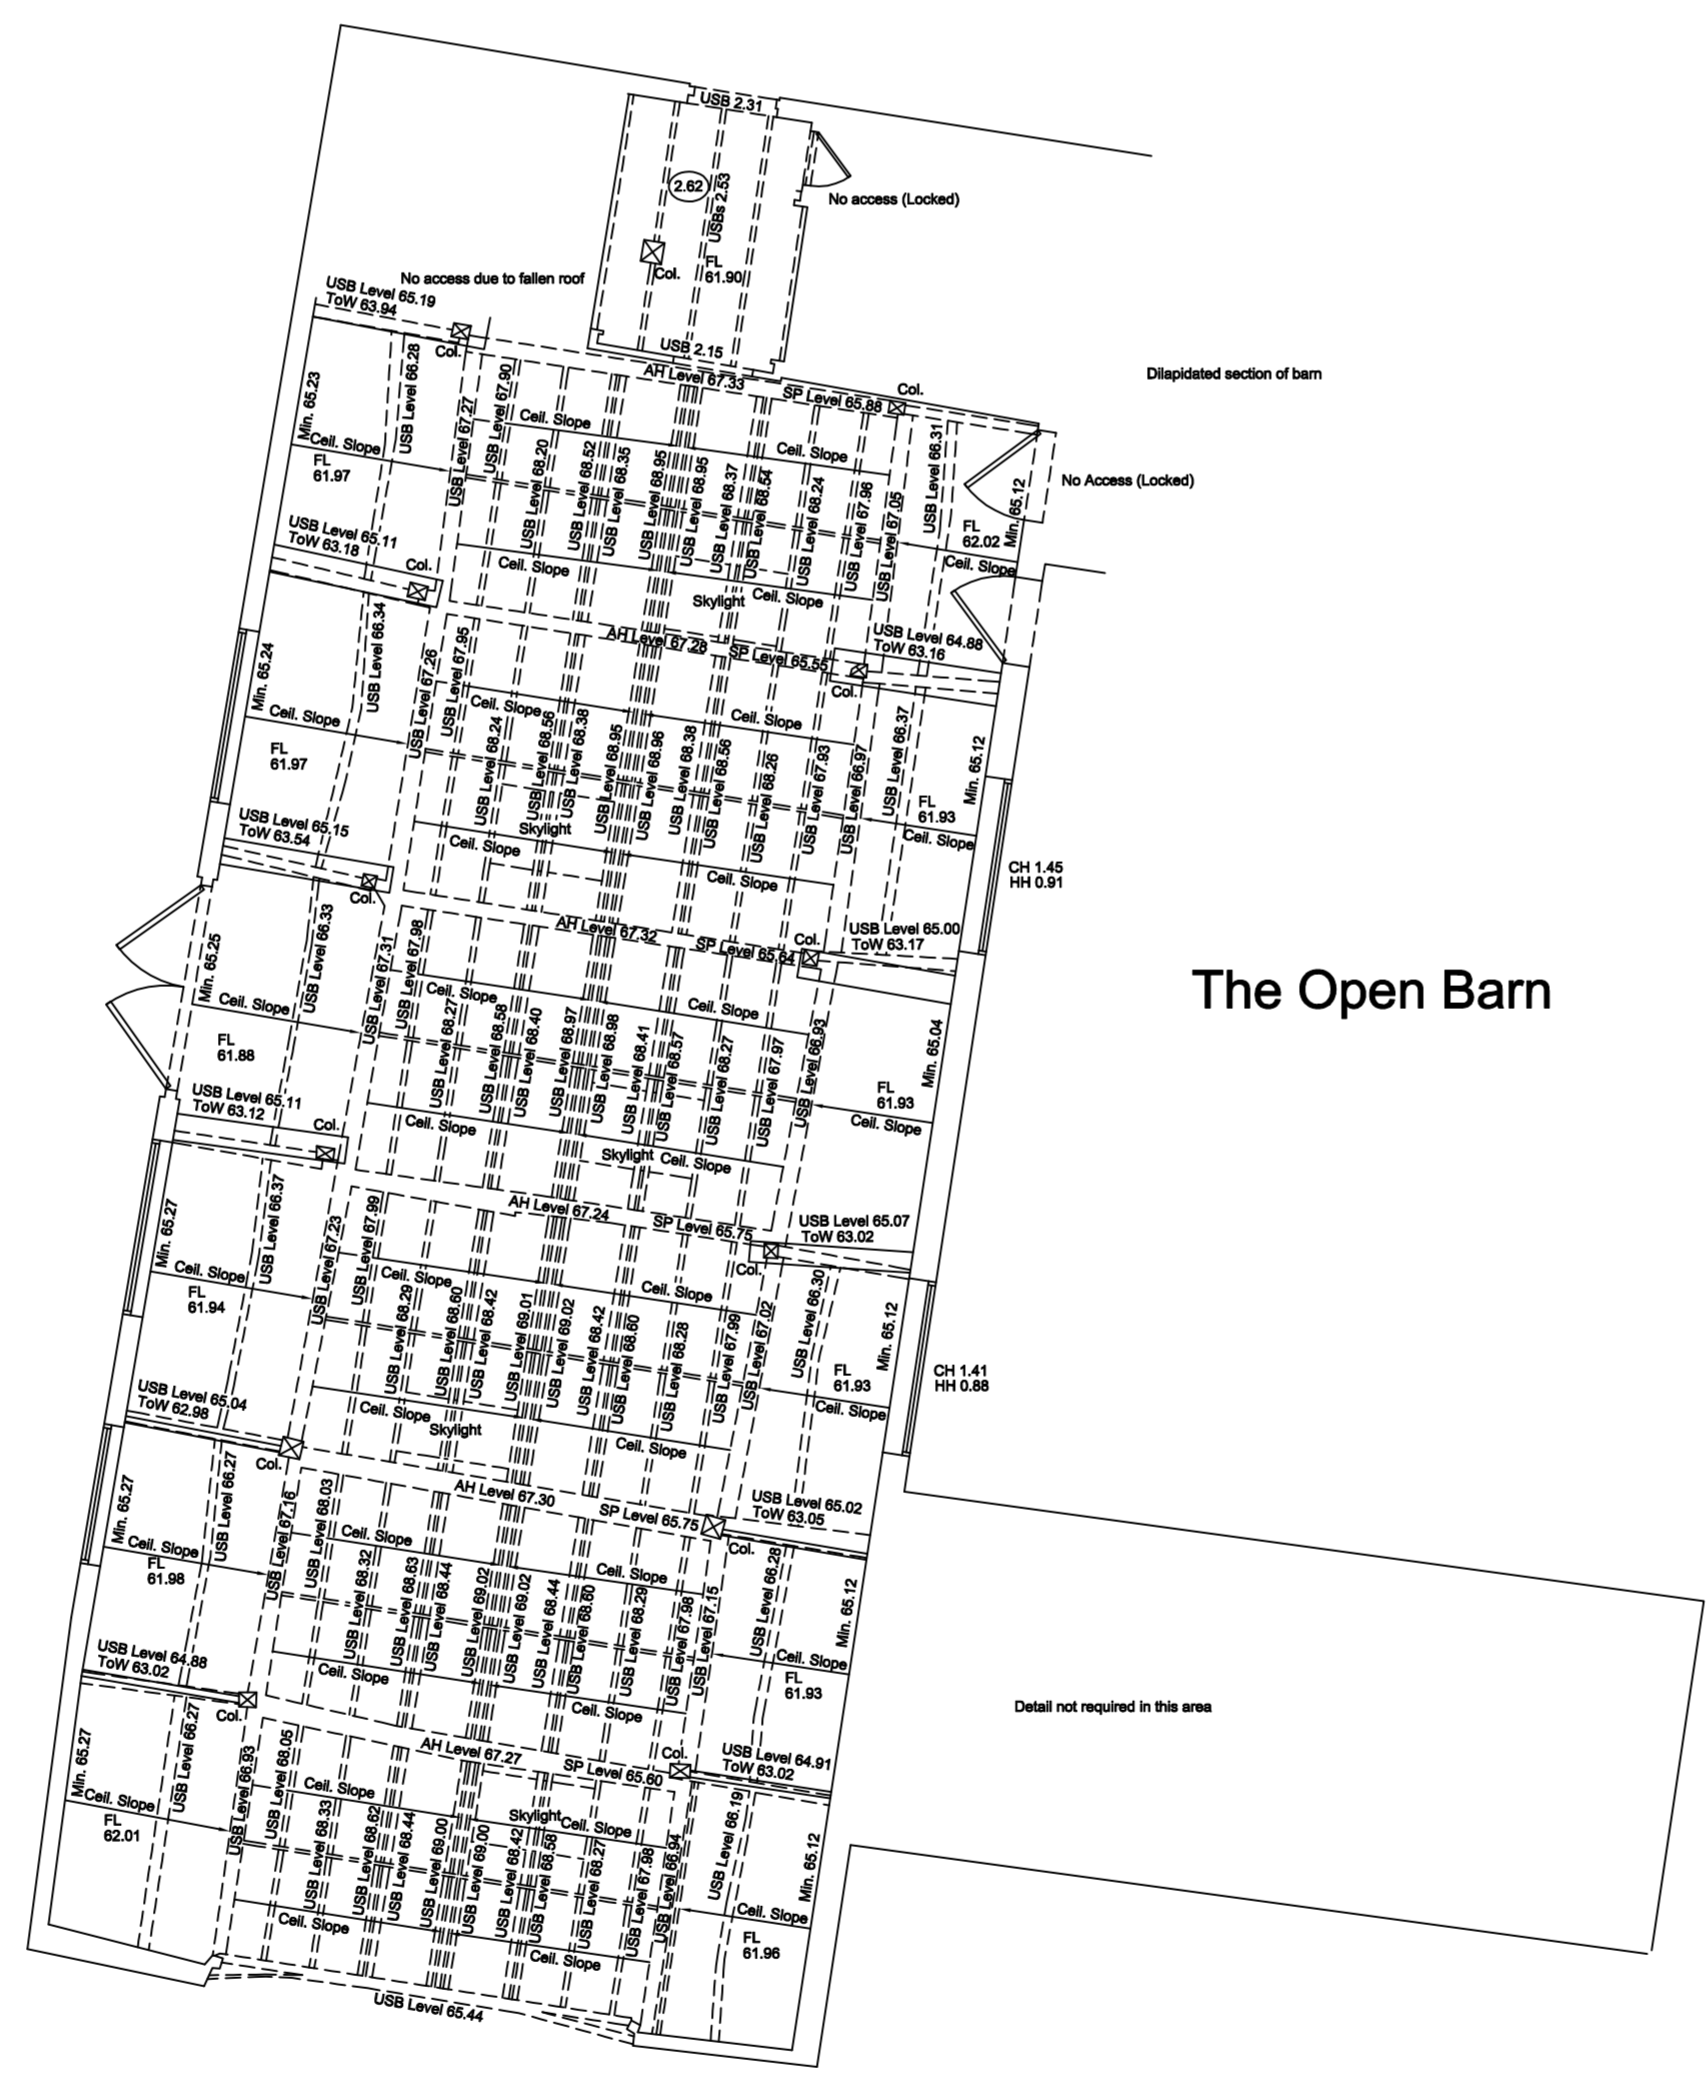 USB 2.31
2.62
USBs 2.53
No access (Locked)
Col.
FL
61.90
No access due to fallen roof
USB Level 65.19
ToW 63.94
Col.
USB 2.15
AH Level 67.33
SP Level 65.88
Col.
Dilapidated section of barn
Min. 65.23
USB Level 66.28
USB Level 67.27
USB Level 67.90
Ceil. Slope
Ceil. Slope
Ceil. Slope
FL
61.97
USB Level 68.20
USB Level 68.52
USB Level 68.35
USB Level 68.95
USB Level 68.95
USB Level 68.37
USB Level 68.54
USB Level 68.24
USB Level 67.96
USB Level 67.05
USB Level 66.31
Min. 65.12
No Access (Locked)
FL
62.02
Ceil. Slope
USB Level 65.11
ToW 63.18
Col.
Ceil. Slope
Ceil. Slope
Skylight
AH Level 67.28
SP Level 65.55
USB Level 64.88
ToW 63.16
Col.
Min. 65.24
USB Level 66.34
USB Level 67.26
USB Level 67.95
Ceil. Slope
Ceil. Slope
Ceil. Slope
FL
61.97
USB Level 68.24
USB Level 68.56
USB Level 68.38
USB Level 68.95
USB Level 68.96
USB Level 68.38
USB Level 68.56
USB Level 68.26
USB Level 67.93
USB Level 66.97
USB Level 66.37
Min. 65.12
FL
61.93
Ceil. Slope
CH 1.45
HH 0.91
USB Level 65.15
ToW 63.54
Col.
Skylight
Ceil. Slope
Ceil. Slope
AH Level 67.32
SP Level 65.64
Col.
USB Level 65.00
ToW 63.17
The Open Barn
Min. 65.25
USB Level 66.33
USB Level 67.31
USB Level 67.98
Ceil. Slope
Ceil. Slope
Ceil. Slope
FL
61.88
USB Level 68.27
USB Level 68.58
USB Level 68.40
USB Level 68.97
USB Level 68.98
USB Level 68.41
USB Level 68.57
USB Level 68.27
USB Level 67.97
USB Level 66.93
Min. 65.04
FL
61.93
Ceil. Slope
USB Level 65.11
ToW 63.12
Col.
Ceil. Slope
Skylight
Ceil. Slope
AH Level 67.24
SP Level 65.75
USB Level 65.07
ToW 63.02
Col.
Min. 65.27
USB Level 66.37
USB Level 67.23
USB Level 67.99
Ceil. Slope
Ceil. Slope
Ceil. Slope
FL
61.94
USB Level 68.29
USB Level 68.60
USB Level 68.42
USB Level 69.01
USB Level 69.02
USB Level 68.42
USB Level 68.60
USB Level 68.28
USB Level 67.99
USB Level 67.02
USB Level 66.30
Min. 65.12
FL
61.93
Ceil. Slope
CH 1.41
HH 0.88
USB Level 65.04
ToW 62.98
Col.
Ceil. Slope
Skylight
Ceil. Slope
AH Level 67.30
SP Level 65.75
USB Level 65.02
ToW 63.05
Col.
Min. 65.27
USB Level 66.27
USB Level 67.16
USB Level 68.03
Ceil. Slope
Ceil. Slope
Ceil. Slope
FL
61.98
USB Level 68.32
USB Level 68.63
USB Level 68.44
USB Level 69.02
USB Level 69.02
USB Level 68.44
USB Level 68.60
USB Level 68.29
USB Level 67.98
USB Level 67.15
USB Level 66.28
Min. 65.12
Ceil. Slope
FL
61.93
USB Level 64.88
ToW 63.02
Col.
Ceil. Slope
Ceil. Slope
Detail not required in this area
AH Level 67.27
SP Level 65.60
Col.
USB Level 64.91
ToW 63.02
Min. 65.27
USB Level 66.27
USB Level 66.93
USB Level 68.05
Ceil. Slope
Ceil. Slope
Skylight
Ceil. Slope
FL
62.01
USB Level 68.33
USB Level 68.62
USB Level 68.44
USB Level 69.00
USB Level 69.00
USB Level 68.42
USB Level 68.58
USB Level 68.27
USB Level 67.98
USB Level 66.94
USB Level 66.19
Min. 65.12
Ceil. Slope
FL
61.96
Ceil. Slope
Ceil. Slope
USB Level 65.44